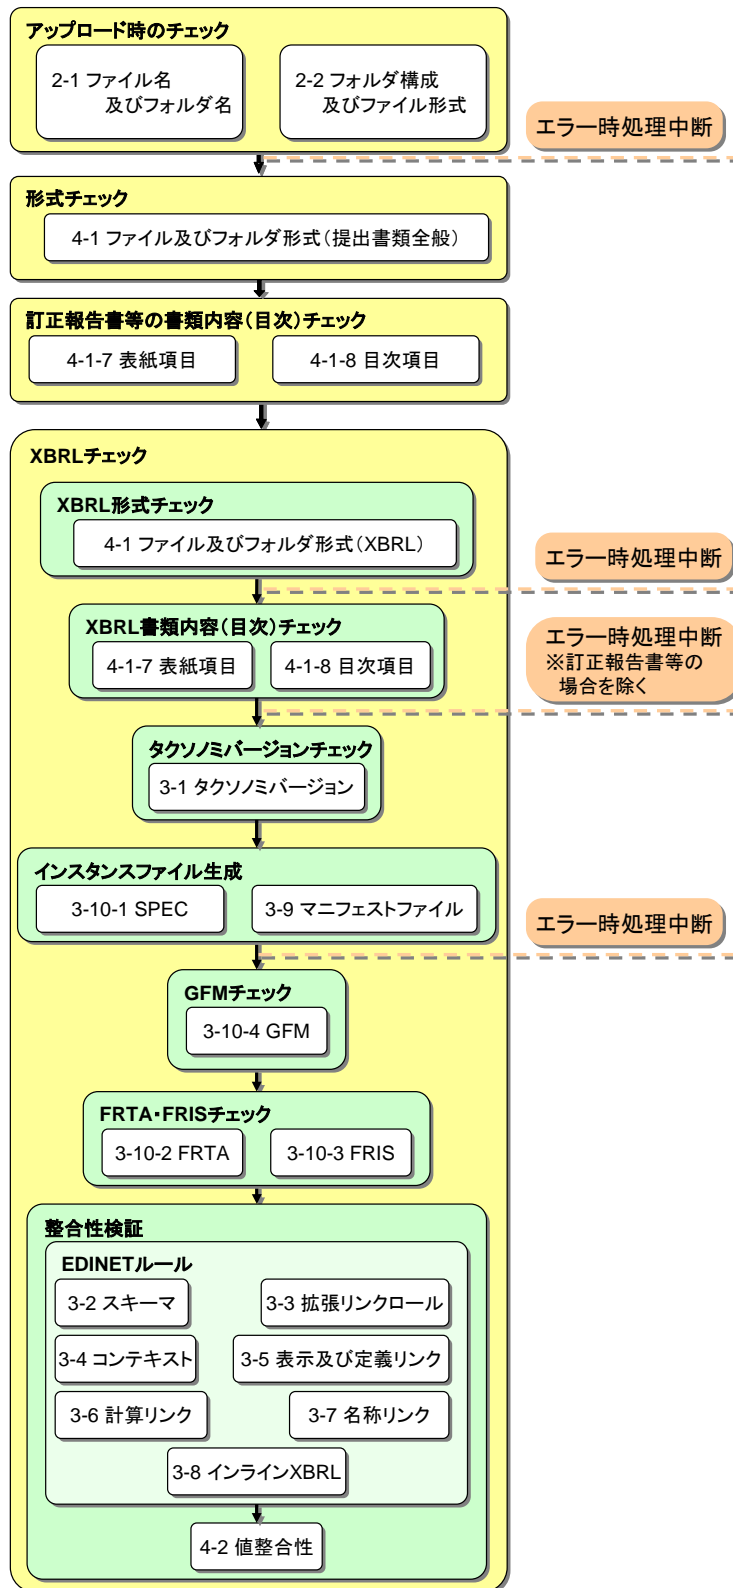 アップロード時のチェック
2-1 ファイル名
及びフォルダ名
2-2 フォルダ構成
及びファイル形式
エラー時処理中断
形式チェック
4-1 ファイル及びフォルダ形式（提出書類全般）
訂正報告書等の書類内容（目次）チェック
4-1-7 表紙項目
4-1-8 目次項目
XBRLチェック
XBRL形式チェック
4-1 ファイル及びフォルダ形式（XBRL）
エラー時処理中断
XBRL書類内容（目次）チェック
4-1-7 表紙項目
4-1-8 目次項目
エラー時処理中断
※訂正報告書等の
場合を除く
タクソノミバージョンチェック
3-1 タクソノミバージョン
インスタンスファイル生成
3-10-1 SPEC
3-9 マニフェストファイル
エラー時処理中断
GFMチェック
3-10-4 GFM
FRTA・FRISチェック
3-10-2 FRTA
3-10-3 FRIS
整合性検証
EDINETルール
3-2 スキーマ
3-3 拡張リンクロール
3-4 コンテキスト
3-5 表示及び定義リンク
3-6 計算リンク
3-7 名称リンク
3-8 インラインXBRL
4-2 値整合性